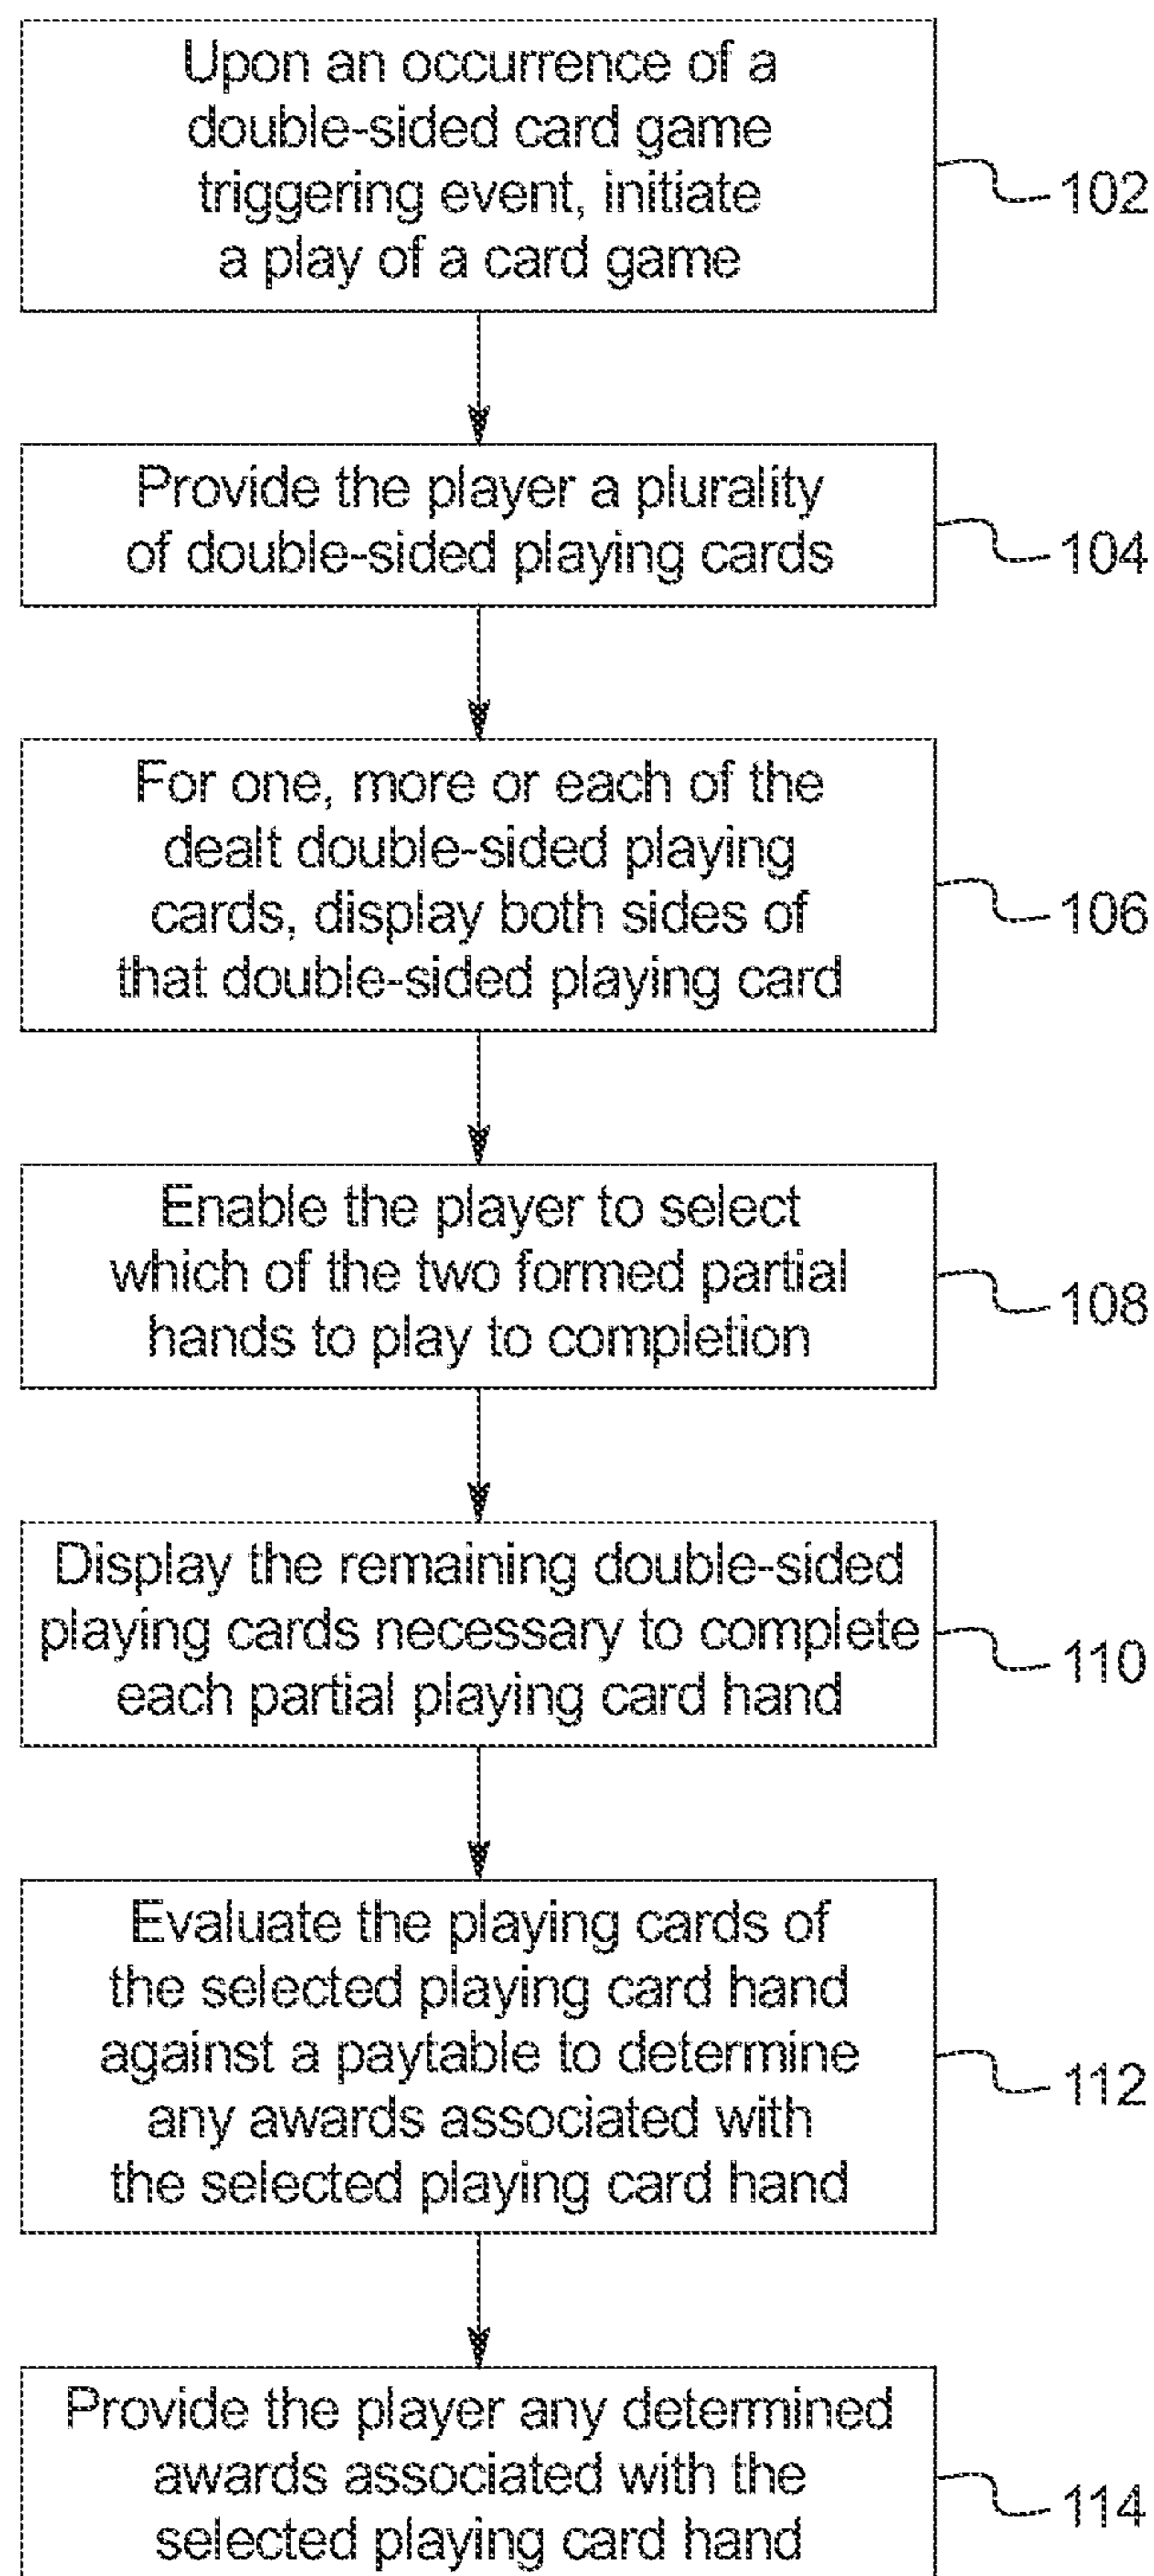 Upon an occurrence of a
double-sided card game
triggering event, initiate
a play of a card game
102
Provide the player a plurality
of double-sided playing cards
104
For one, more or each of the
dealt double-sided playing
cards, display both sides of
that double-sided playing card
106
Enable the player to select
which of the two formed partial
hands to play to completion
108
Display the remaining double-sided
playing cards necessary to complete
each partial playing card hand
110
Evaluate the playing cards of
the selected playing card hand
against a paytable to determine
any awards associated with
the selected playing card hand
112
Provide the player any determined
awards associated with the
selected playing card hand
114